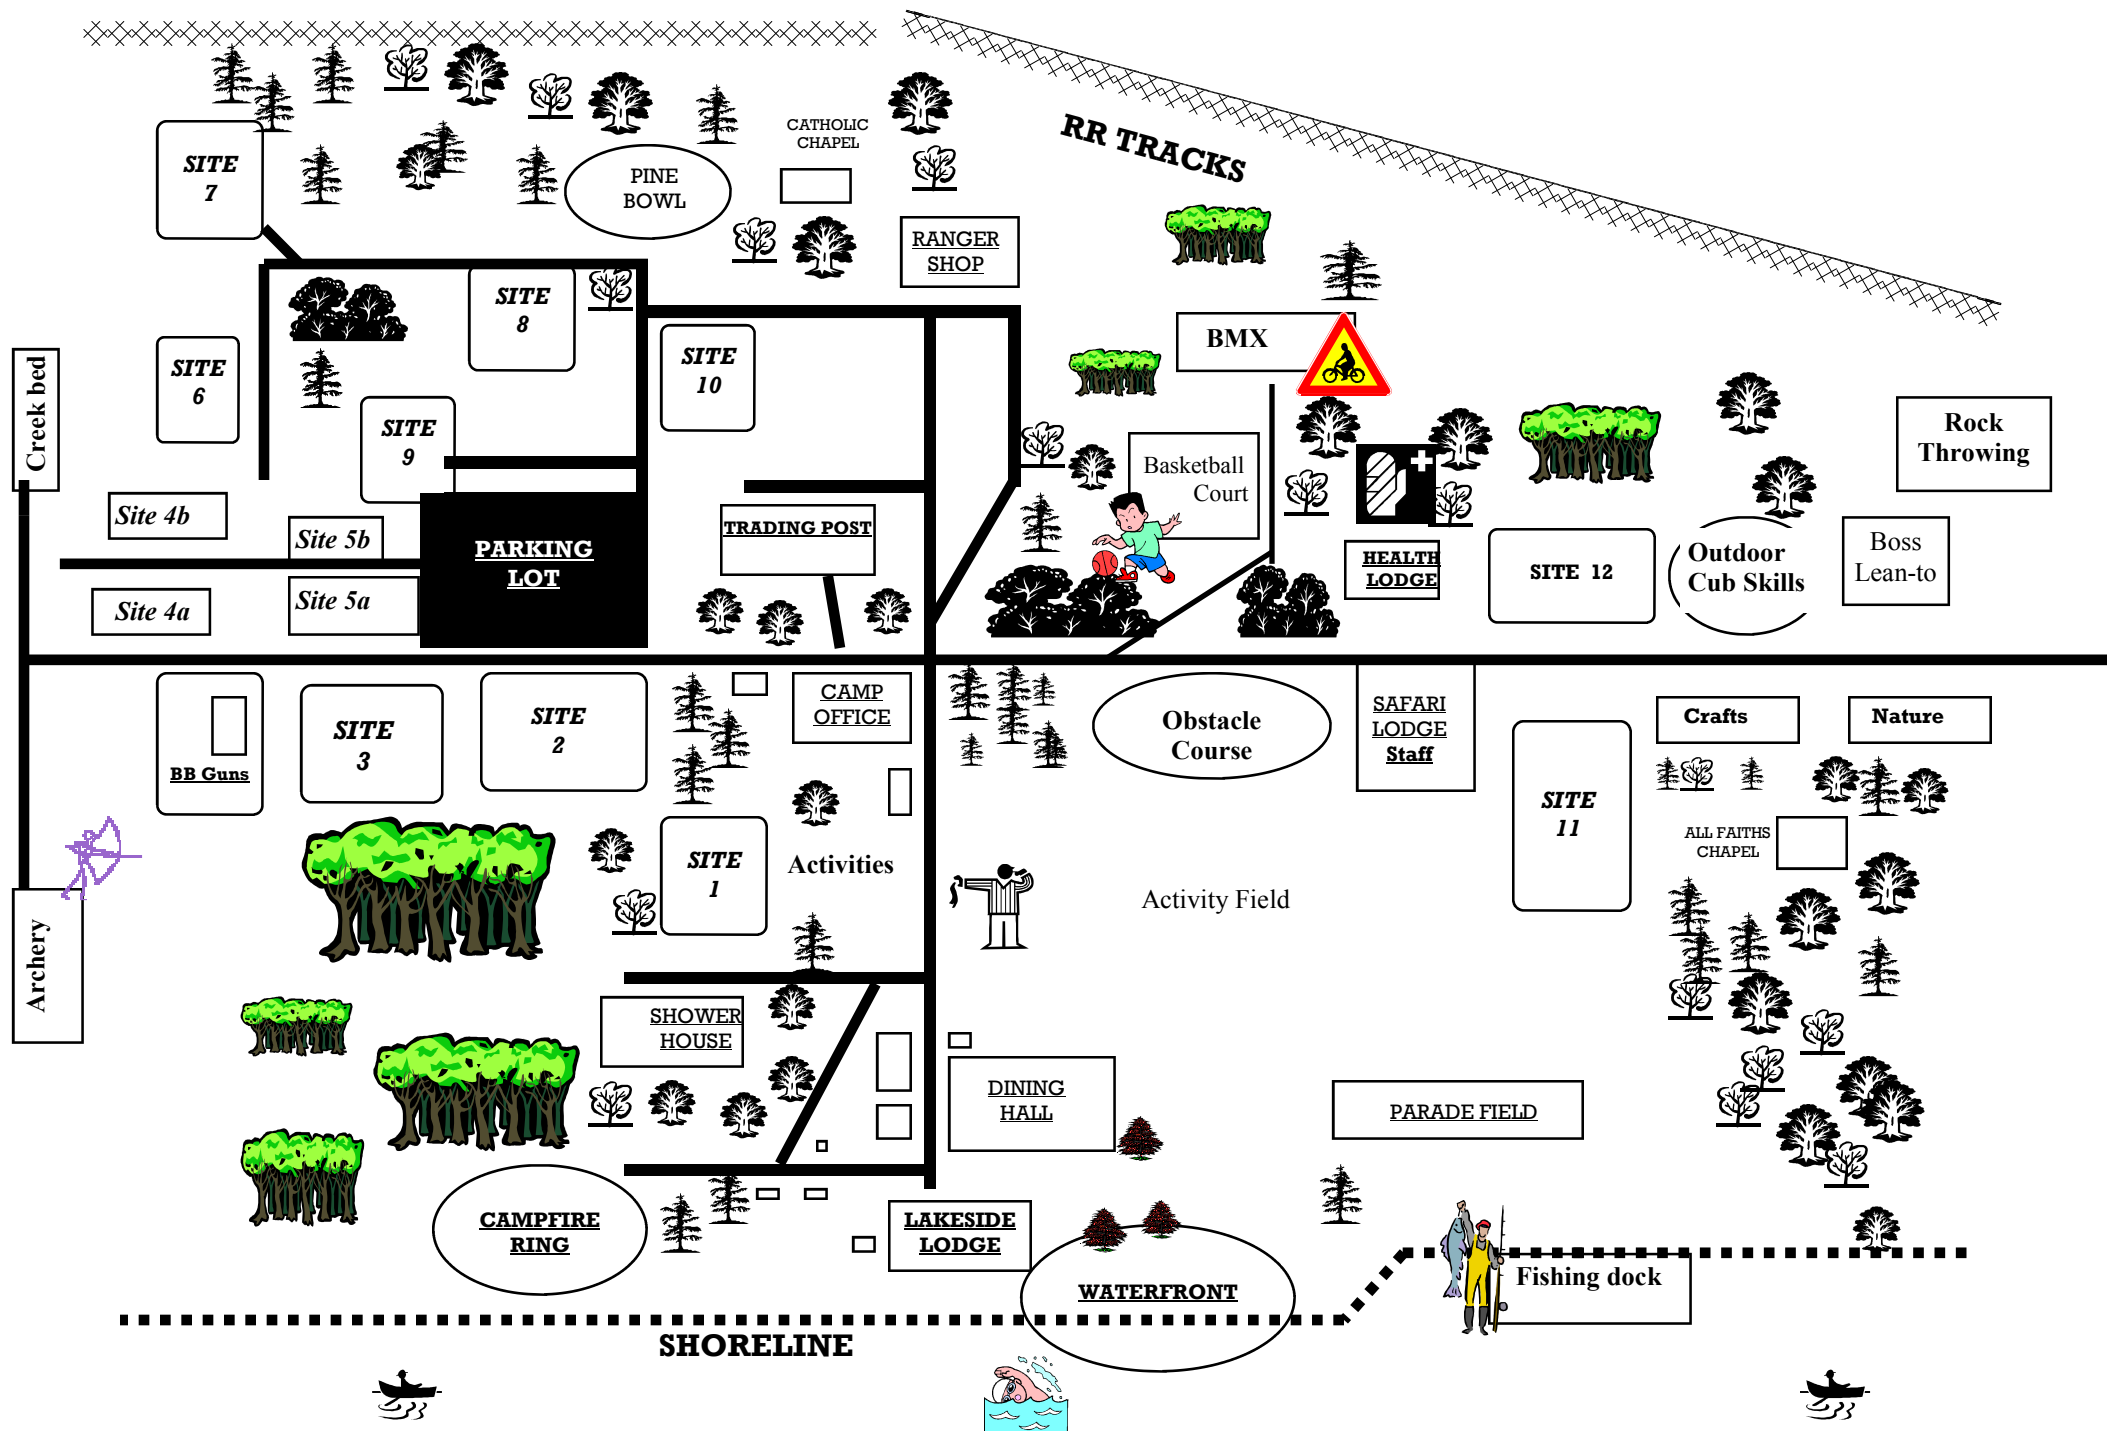 CATHOLIC
CHAPEL
RR TRACKS
SITE
7
PINE
BOWL
RANGER
SHOP
SITE
8
BMX
SITE
6
SITE
10
Creek bed
SITE
9
Rock
Throwing
Basketball
Court
Site 4b
Site 5b
PARKING
LOT
TRADING POST
HEALTH
LODGE
SITE 12
Outdoor
Cub Skills
Boss
Lean-to
Site 4a
Site 5a
BB Guns
SITE
3
SITE
2
CAMP
OFFICE
Obstacle
Course
SAFARI
LODGE
Staff
Crafts
Nature
SITE
11
ALL FAITHS
CHAPEL
SITE
1
Activities
Activity Field
Archery
SHOWER
HOUSE
DINING
HALL
PARADE FIELD
CAMPFIRE
RING
LAKESIDE
LODGE
WATERFRONT
Fishing dock
SHORELINE